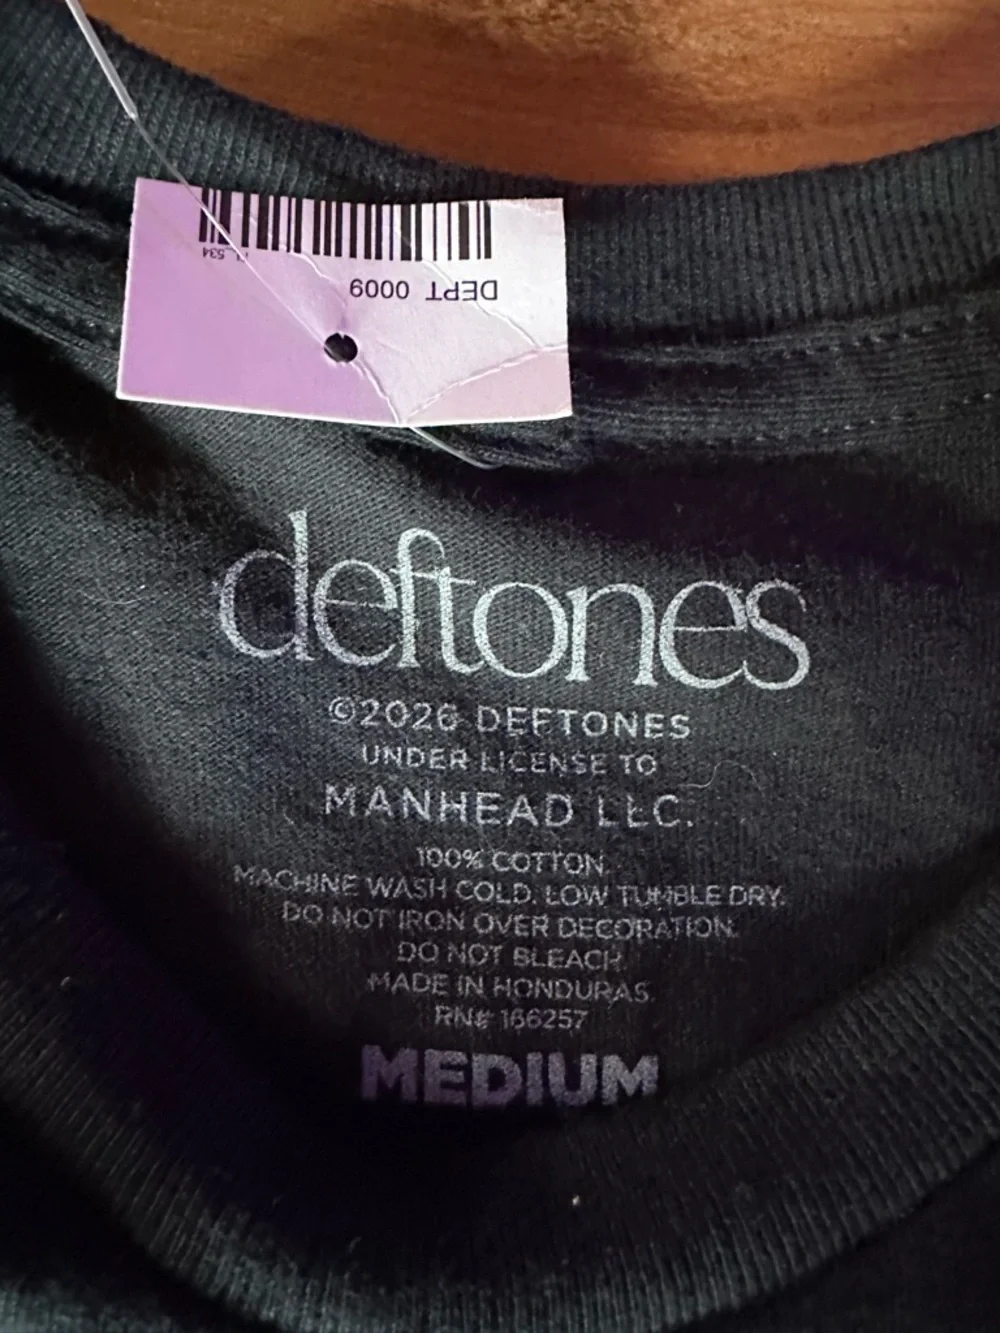 534
DEPT 0009
deftones
©2026 DEFTONES
UNDER LICENSE TO
MANHEAD LLC.
100% COTTON.
MACHINE WASH COLD. LOW TUMBLE DRY.
DO NOT IRON OVER DECORATION.
DO NOT BLEACH.
MADE IN HONDURAS.
RN# 166257
MEDIUM